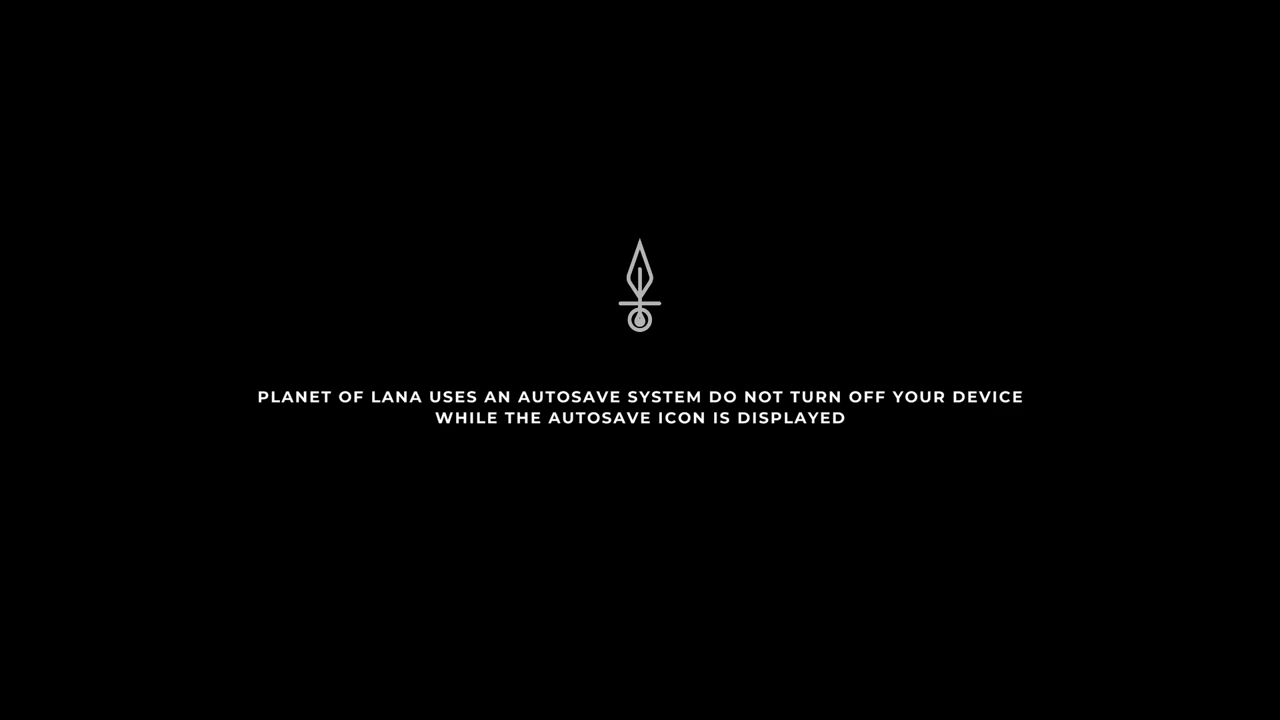 PLANET OF LANA USES AN AUTOSAVE SYSTEM DO NOT TURN OFF YOUR DEVICE
WHILE THE AUTOSAVE ICON IS DISPLAYED